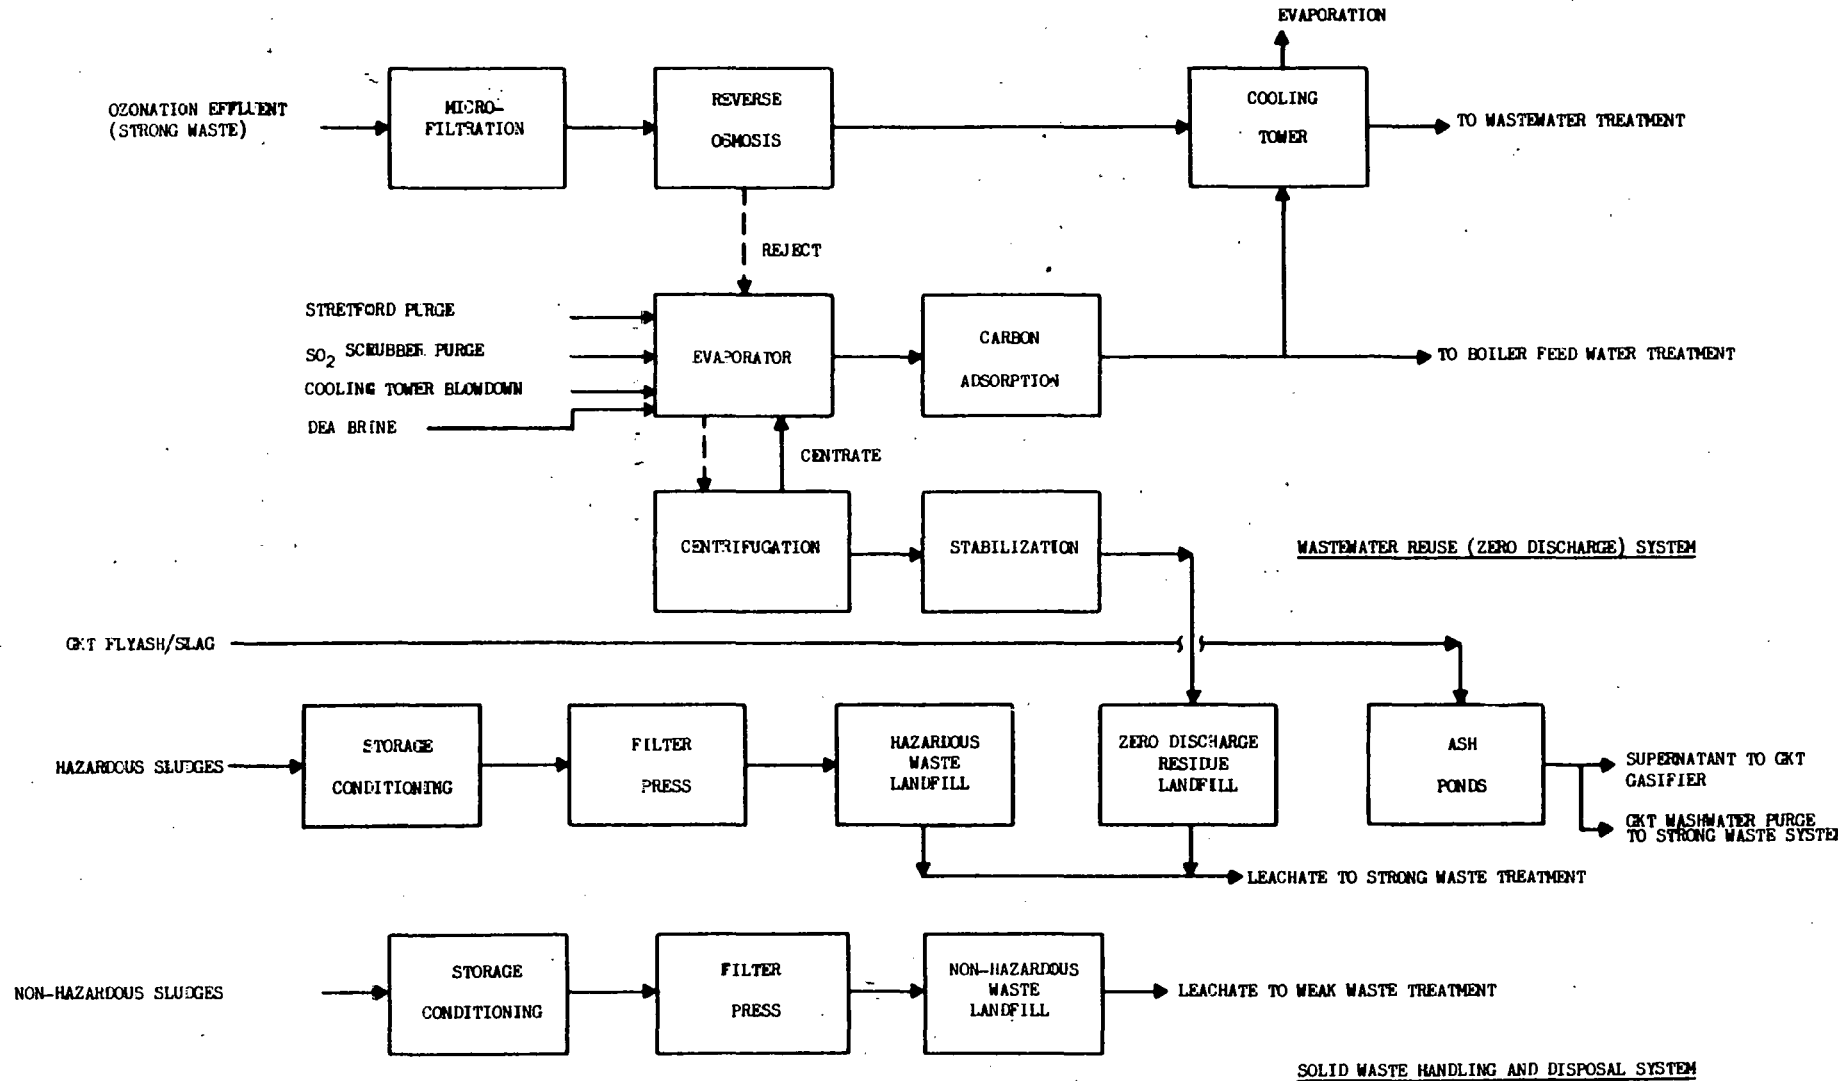 EVAPORATION
OZONATION EFFLUENT
(STRONG WASTE)
MICRO-
FILTRATION
REVERSE
OSMOSIS
COOLING
TOWER
TO WASTEWATER TREATMENT
REJECT
STRETFORD PURGE
SO2 SCRUBBER PURGE
COOLING TOWER BLOWDOWN
DEA BRINE
EVAPORATOR
CARBON
ADSORPTION
TO BOILER FEED WATER TREATMENT
CENTRATE
CENTRIFUGATION
STABILIZATION
WASTEWATER REUSE (ZERO DISCHARGE) SYSTEM
GKT FLYASH/SLAG
HAZARDOUS SLUDGES
STORAGE
CONDITIONING
FILTER
PRESS
HAZARDOUS
WASTE
LANDFILL
ZERO DISCHARGE
RESIDUE
LANDFILL
ASH
PONDS
SUPERNATANT TO GKT
GASIFIER
GKT WASHWATER PURGE
TO STRONG WASTE SYSTE
LEACHATE TO STRONG WASTE TREATMENT
NON-HAZARDOUS SLUDGES
STORAGE
CONDITIONING
FILTER
PRESS
NON-HAZARDOUS
WASTE
LANDFILL
LEACHATE TO WEAK WASTE TREATMENT
SOLID WASTE HANDLING AND DISPOSAL SYSTEM